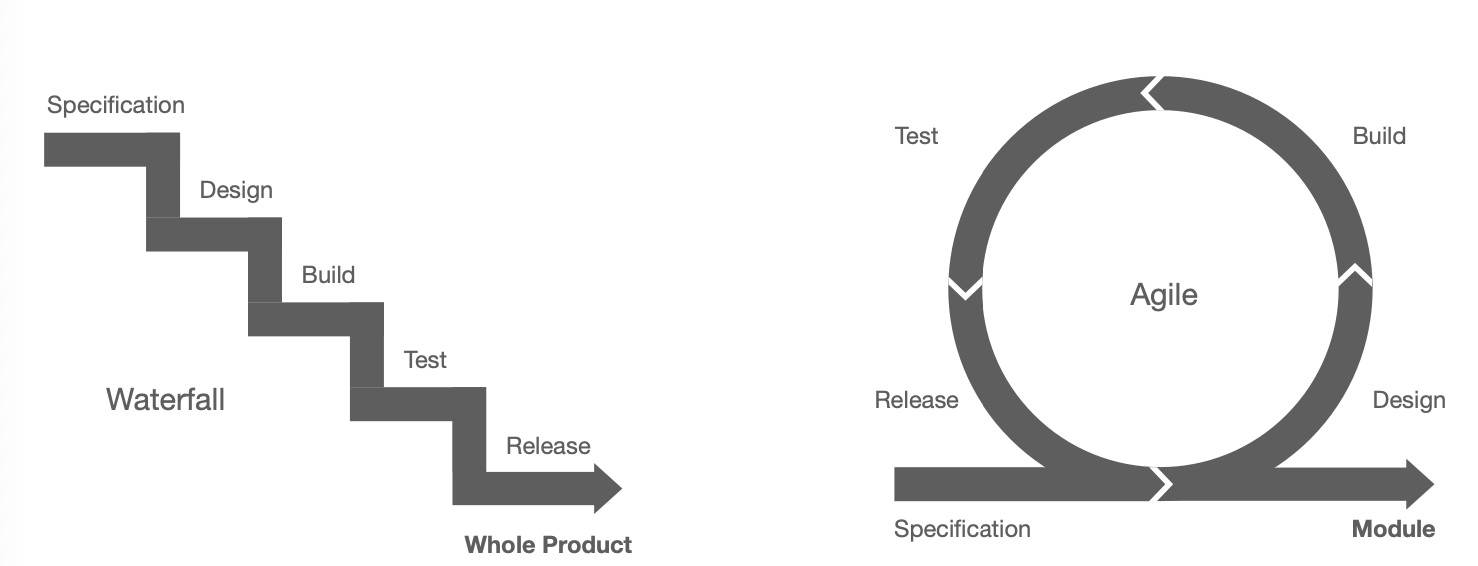 Specification
Design
Build
Test
Release
Waterfall
Whole Product
Test
Build
Agile
Release
Design
Specification
Module